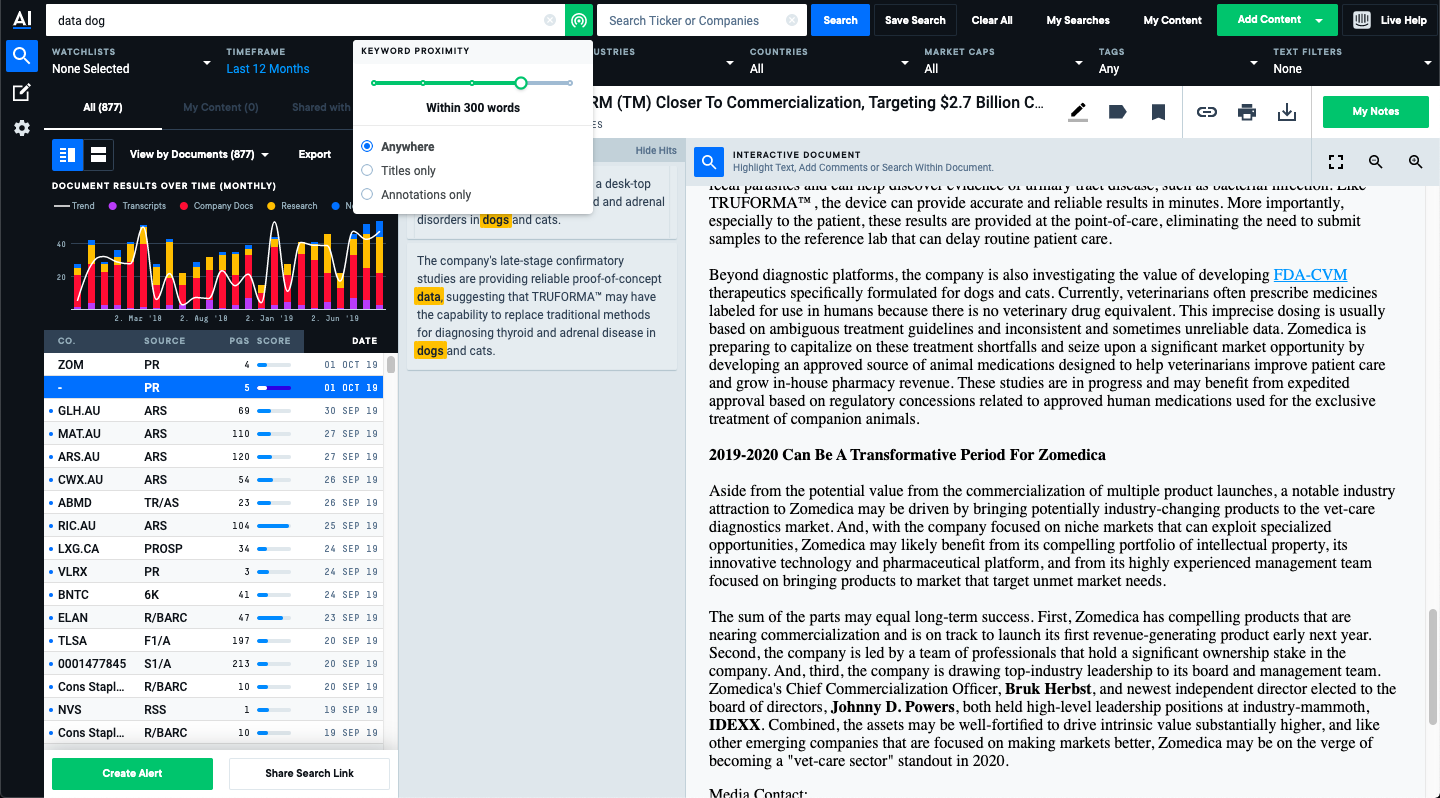 AI
data dog
Search Ticker or Companies
Search
Save Search
Clear All
My Searches
My Content
Add Content
Live Help
WATCHLISTS
None Selected
TIMEFRAME
Last 12 Months
USTRIES
COUNTRIES
All
MARKET CAPS
All
TAGS
Any
TEXT FILTERS
None
KEYWORD PROXIMITY
Within 300 words
Anywhere
Titles only
Annotations only
All (877)
My Content (0)
Shared with
RM (TM) Closer To Commercialization, Targeting $2.7 Billion C...
ES
My Notes
View by Documents (877)
Export
Hide Hits
INTERACTIVE DOCUMENT
Highlight Text, Add Comments or Search Within Document.
DOCUMENT RESULTS OVER TIME (MONTHLY)
Trend
Transcripts
Company Docs
Research
Ne
40
20
2. Mar '18
2. Aug '18
2. Jan '19
2. Jun '19
CO. SOURCE PGS SCORE DATE
ZOM PR 4 01 OCT 19
- PR 5 01 OCT 19
GLH.AU ARS 69 30 SEP 19
MAT.AU ARS 110 27 SEP 19
ARS.AU ARS 120 27 SEP 19
CWX.AU ARS 54 26 SEP 19
ABMD TR/AS 23 26 SEP 19
RIC.AU ARS 104 25 SEP 19
LXG.CA PROSP 34 24 SEP 19
VLRX PR 3 24 SEP 19
BNTC 6K 41 24 SEP 19
ELAN R/BARC 47 23 SEP 19
TLSA F1/A 197 20 SEP 19
0001477845 S1/A 213 20 SEP 19
Cons Stapl... R/BARC 10 20 SEP 19
NVS RSS 1 19 SEP 19
Cons Stapl... R/BARC 10 19 SEP 19
Create Alert
Share Search Link
a desk-top
d and adrenal
disorders in dogs and cats.
The company's late-stage confirmatory
studies are providing reliable proof-of-concept
data, suggesting that TRUFORMA™ may have
the capability to replace traditional methods
for diagnosing thyroid and adrenal disease in
dogs and cats.
fecal parasites and can help discover evidence of urinary tract disease, such as bacterial infection. Like
TRUFORMA™ , the device can provide accurate and reliable results in minutes. More importantly,
especially to the patient, these results are provided at the point-of-care, eliminating the need to submit
samples to the reference lab that can delay routine patient care.
Beyond diagnostic platforms, the company is also investigating the value of developing FDA-CVM
therapeutics specifically formulated for dogs and cats. Currently, veterinarians often prescribe medicines
labeled for use in humans because there is no veterinary drug equivalent. This imprecise dosing is usually
based on ambiguous treatment guidelines and inconsistent and sometimes unreliable data. Zomedica is
preparing to capitalize on these treatment shortfalls and seize upon a significant market opportunity by
developing an approved source of animal medications designed to help veterinarians improve patient care
and grow in-house pharmacy revenue. These studies are in progress and may benefit from expedited
approval based on regulatory concessions related to approved human medications used for the exclusive
treatment of companion animals.
2019-2020 Can Be A Transformative Period For Zomedica
Aside from the potential value from the commercialization of multiple product launches, a notable industry
attraction to Zomedica may be driven by bringing potentially industry-changing products to the vet-care
diagnostics market. And, with the company focused on niche markets that can exploit specialized
opportunities, Zomedica may likely benefit from its compelling portfolio of intellectual property, its
innovative technology and pharmaceutical platform, and from its highly experienced management team
focused on bringing products to market that target unmet market needs.
The sum of the parts may equal long-term success. First, Zomedica has compelling products that are
nearing commercialization and is on track to launch its first revenue-generating product early next year.
Second, the company is led by a team of professionals that hold a significant ownership stake in the
company. And, third, the company is drawing top-industry leadership to its board and management team.
Zomedica's Chief Commercialization Officer, Bruk Herbst, and newest independent director elected to the
board of directors, Johnny D. Powers, both held high-level leadership positions at industry-mammoth,
IDEXX. Combined, the assets may be well-fortified to drive intrinsic value substantially higher, and like
other emerging companies that are focused on making markets better, Zomedica may be on the verge of
becoming a "vet-care sector" standout in 2020.
Media Contact: